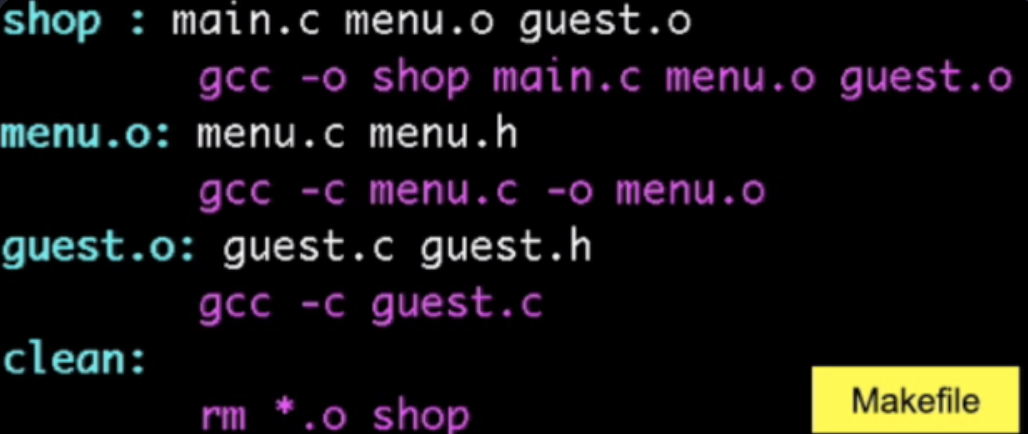 shop : main.c menu.o guest.o
gcc -o shop main.c menu.o guest.o
menu.o: menu.c menu.h
gcc -c menu.c -o menu.o
guest.o: guest.c guest.h
gcc -c guest.c
clean:
rm *.o shop
Makefile